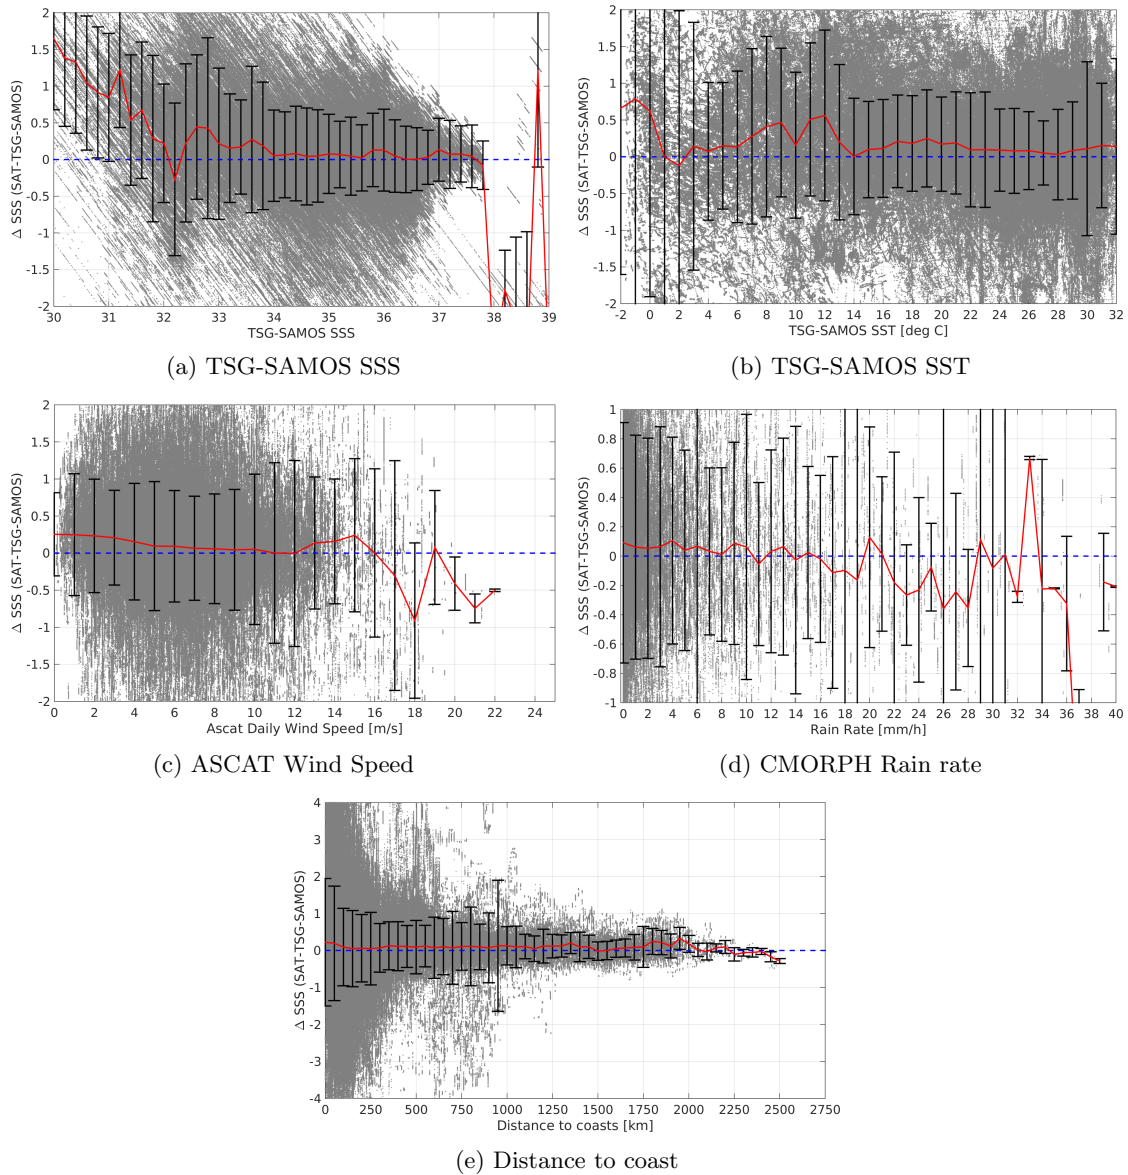 2
1.5
1
0.5
0
-0.5
-1
-1.5
-2
Δ SSS (SAT-TSG-SAMOS)
30 31 32 33 34 35 36 37 38 39
TSG-SAMOS SSS
(a) TSG-SAMOS SSS
2
1.5
1
0.5
0
-0.5
-1
-1.5
-2
Δ SSS (SAT-TSG-SAMOS)
-2 0 2 4 6 8 10 12 14 16 18 20 22 24 26 28 30 32
TSG-SAMOS SST [deg C]
(b) TSG-SAMOS SST
2
1.5
1
0.5
0
-0.5
-1
-1.5
-2
Δ SSS (SAT-TSG-SAMOS)
0 2 4 6 8 10 12 14 16 18 20 22 24
Ascat Daily Wind Speed [m/s]
(c) ASCAT Wind Speed
1
0.8
0.6
0.4
0.2
0
-0.2
-0.4
-0.6
-0.8
-1
Δ SSS (SAT-TSG-SAMOS)
0 2 4 6 8 10 12 14 16 18 20 22 24 26 28 30 32 34 36 38 40
Rain Rate [mm/h]
(d) CMORPH Rain rate
4
3
2
1
0
-1
-2
-3
-4
Δ SSS (SAT-TSG-SAMOS)
0 250 500 750 1000 1250 1500 1750 2000 2250 2500 2750
Distance to coasts [km]
(e) Distance to coast